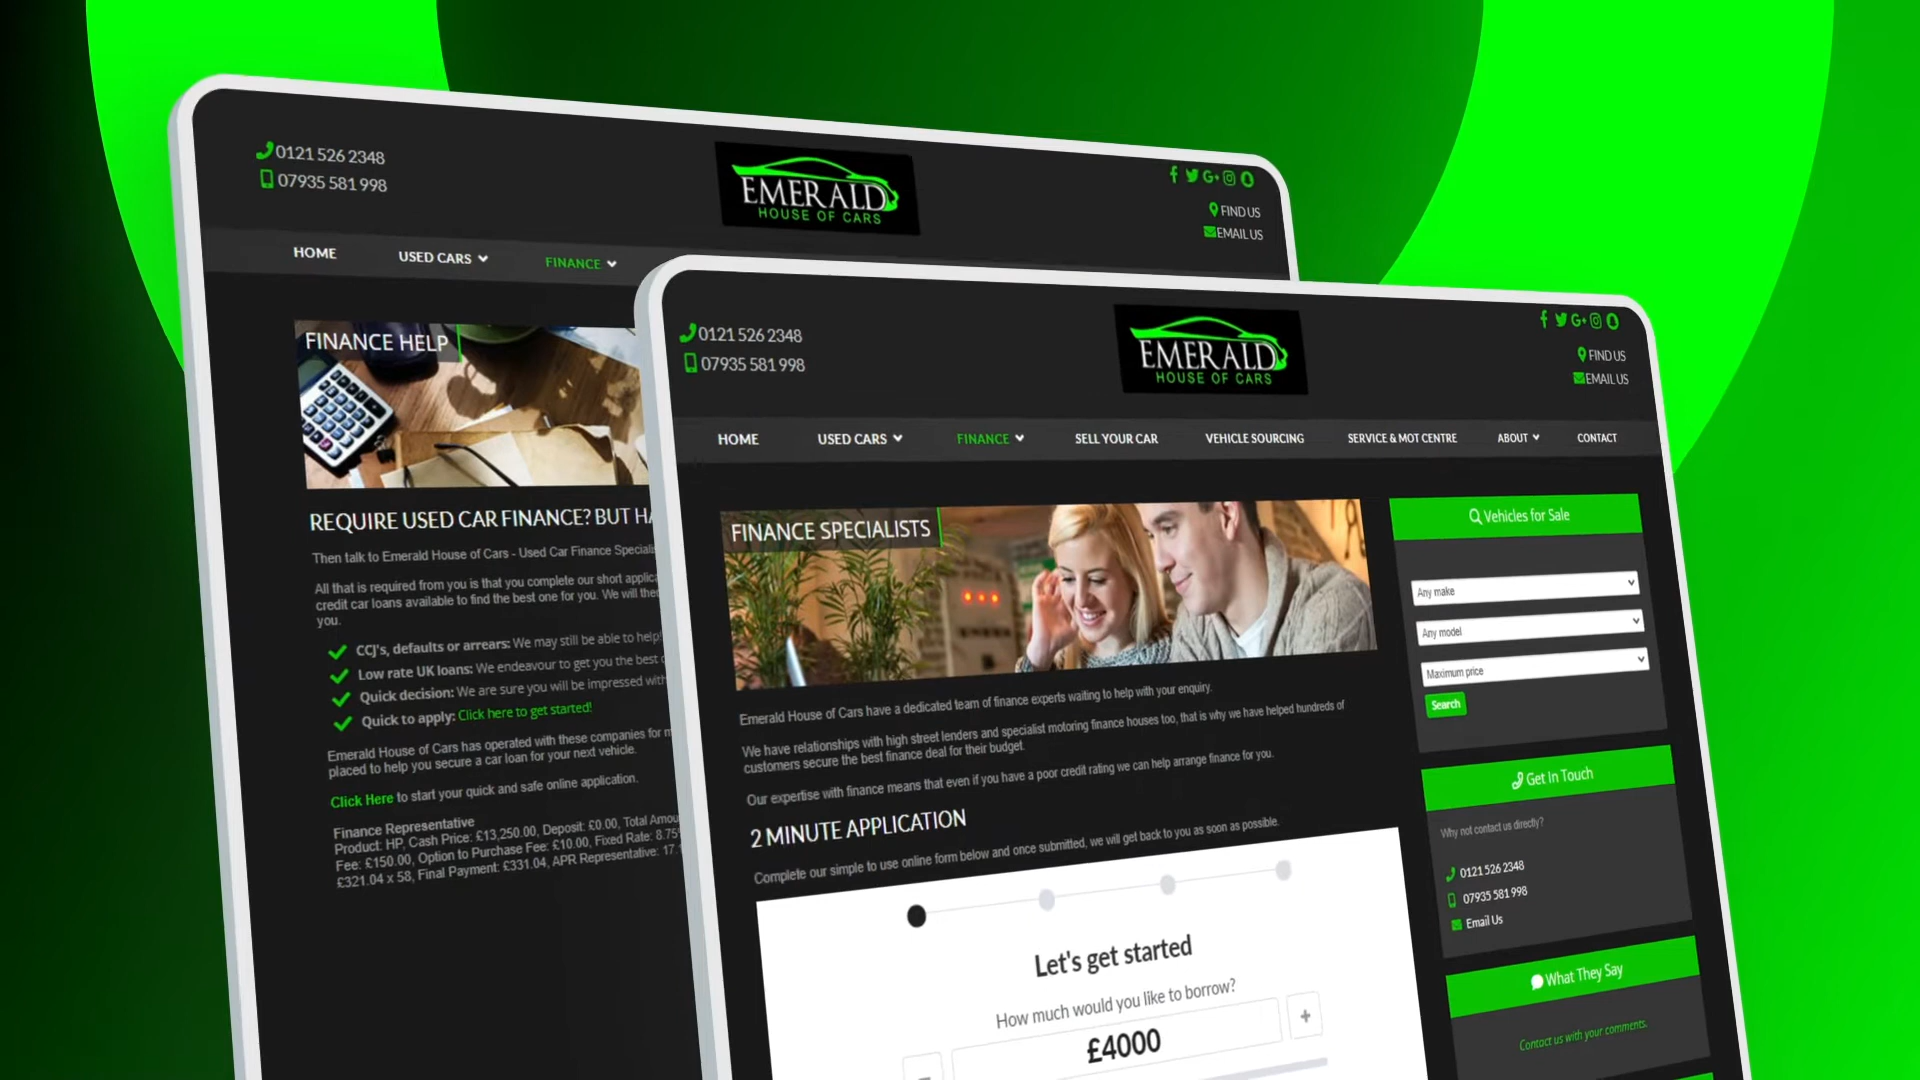 0121 526 2348
07935 581 998
EMERALD
HOUSE OF CARS
FIND US
EMAIL US
HOME
USED CARS
FINANCE
FINANCE HELP
REQUIRE USED CAR FINANCE? BUT
Then talk to Emerald House of Cars - Used Car Finance
All that is required from you is that you complete our short
credit car loans available to find the best one for you. We will
you.
CCJ's, defaults or arrears: We may still be able to help!
Low rate UK loans: We endeavour to get you the best
Quick decision: We are sure you will be impressed with
Quick to apply: Click here to get started!
Emerald House of Cars has operated with these companies for
placed to help you secure a car loan for your next vehicle.
Click Here to start your quick and safe online application.
Finance Representative
Product: HP, Cash Price: £13,250.00, Deposit: £0.00, Total
Fee: £150.00, Option to Purchase Fee: £10.00, Fixed Rate: 8.75
£321.04 x 58, Final Payment: £331.04, APR Representative: 17.
0121 526 2348
07935 581 998
EMERALD
HOUSE OF CARS
FIND US
EMAIL US
HOME
USED CARS
FINANCE
SELL YOUR CAR
VEHICLE SOURCING
SERVICE & MOT CENTRE
ABOUT
CONTACT
FINANCE SPECIALISTS
Emerald House of Cars have a dedicated team of finance experts waiting to help with your enquiry.
We have relationships with high street lenders and specialist motoring finance houses too, that is why we have helped hundreds of
customers secure the best finance deal for their budget.
Our expertise with finance means that even if you have a poor credit rating we can help arrange finance for you.
2 MINUTE APPLICATION
Complete our simple to use online form below and once submitted, we will get back to you as soon as possible.
Let's get started
How much would you like to borrow?
£4000
+
Vehicles for Sale
Any make
Any model
Maximum price
Search
Get In Touch
Why not contact us directly?
0121 526 2348
07935 581 998
Email Us
What They Say
Contact us with your comments.